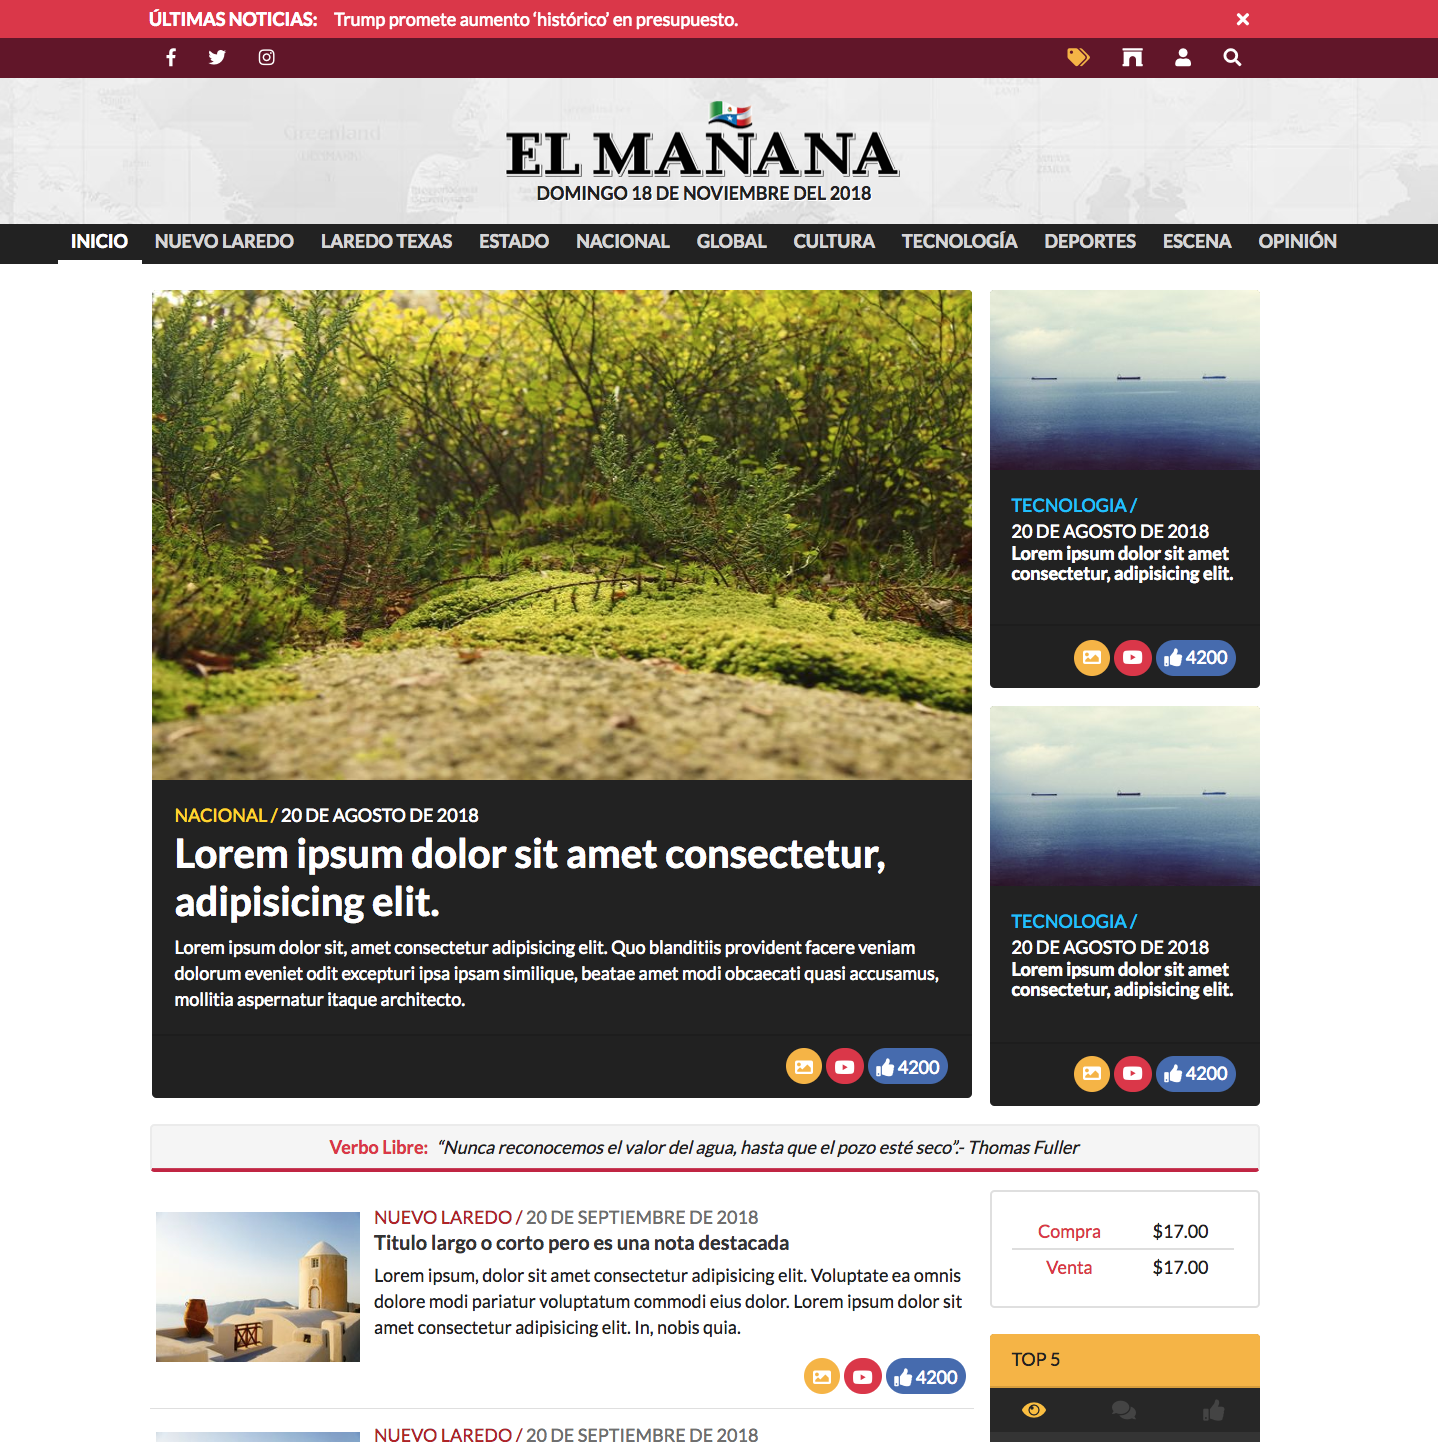 ÚLTIMAS NOTICIAS: Trump promete aumento ‘histórico’ en presupuesto.
Greenland
EL MAÑANA
DOMINGO 18 DE NOVIEMBRE DEL 2018
INICIO NUEVO LAREDO LAREDO TEXAS ESTADO NACIONAL GLOBAL CULTURA TECNOLOGÍA DEPORTES ESCENA OPINIÓN
NACIONAL / 20 DE AGOSTO DE 2018
Lorem ipsum dolor sit amet consectetur,
adipisicing elit.
Lorem ipsum dolor sit, amet consectetur adipisicing elit. Quo blanditiis provident facere veniam
dolorum eveniet odit excepturi ipsa ipsam similique, beatae amet modi obcaecati quasi accusamus,
mollitia aspernatur itaque architecto.
4200
TECNOLOGIA /
20 DE AGOSTO DE 2018
Lorem ipsum dolor sit amet
consectetur, adipisicing elit.
4200
TECNOLOGIA /
20 DE AGOSTO DE 2018
Lorem ipsum dolor sit amet
consectetur, adipisicing elit.
4200
Verbo Libre: “Nunca reconocemos el valor del agua, hasta que el pozo esté seco”.- Thomas Fuller
NUEVO LAREDO / 20 DE SEPTIEMBRE DE 2018
Titulo largo o corto pero es una nota destacada
Lorem ipsum, dolor sit amet consectetur adipisicing elit. Voluptate ea omnis
dolore modi pariatur voluptatum commodi eius dolor. Lorem ipsum dolor sit
amet consectetur adipisicing elit. In, nobis quia.
4200
NUEVO LAREDO / 20 DE SEPTIEMBRE DE 2018
Compra $17.00
Venta $17.00
TOP 5